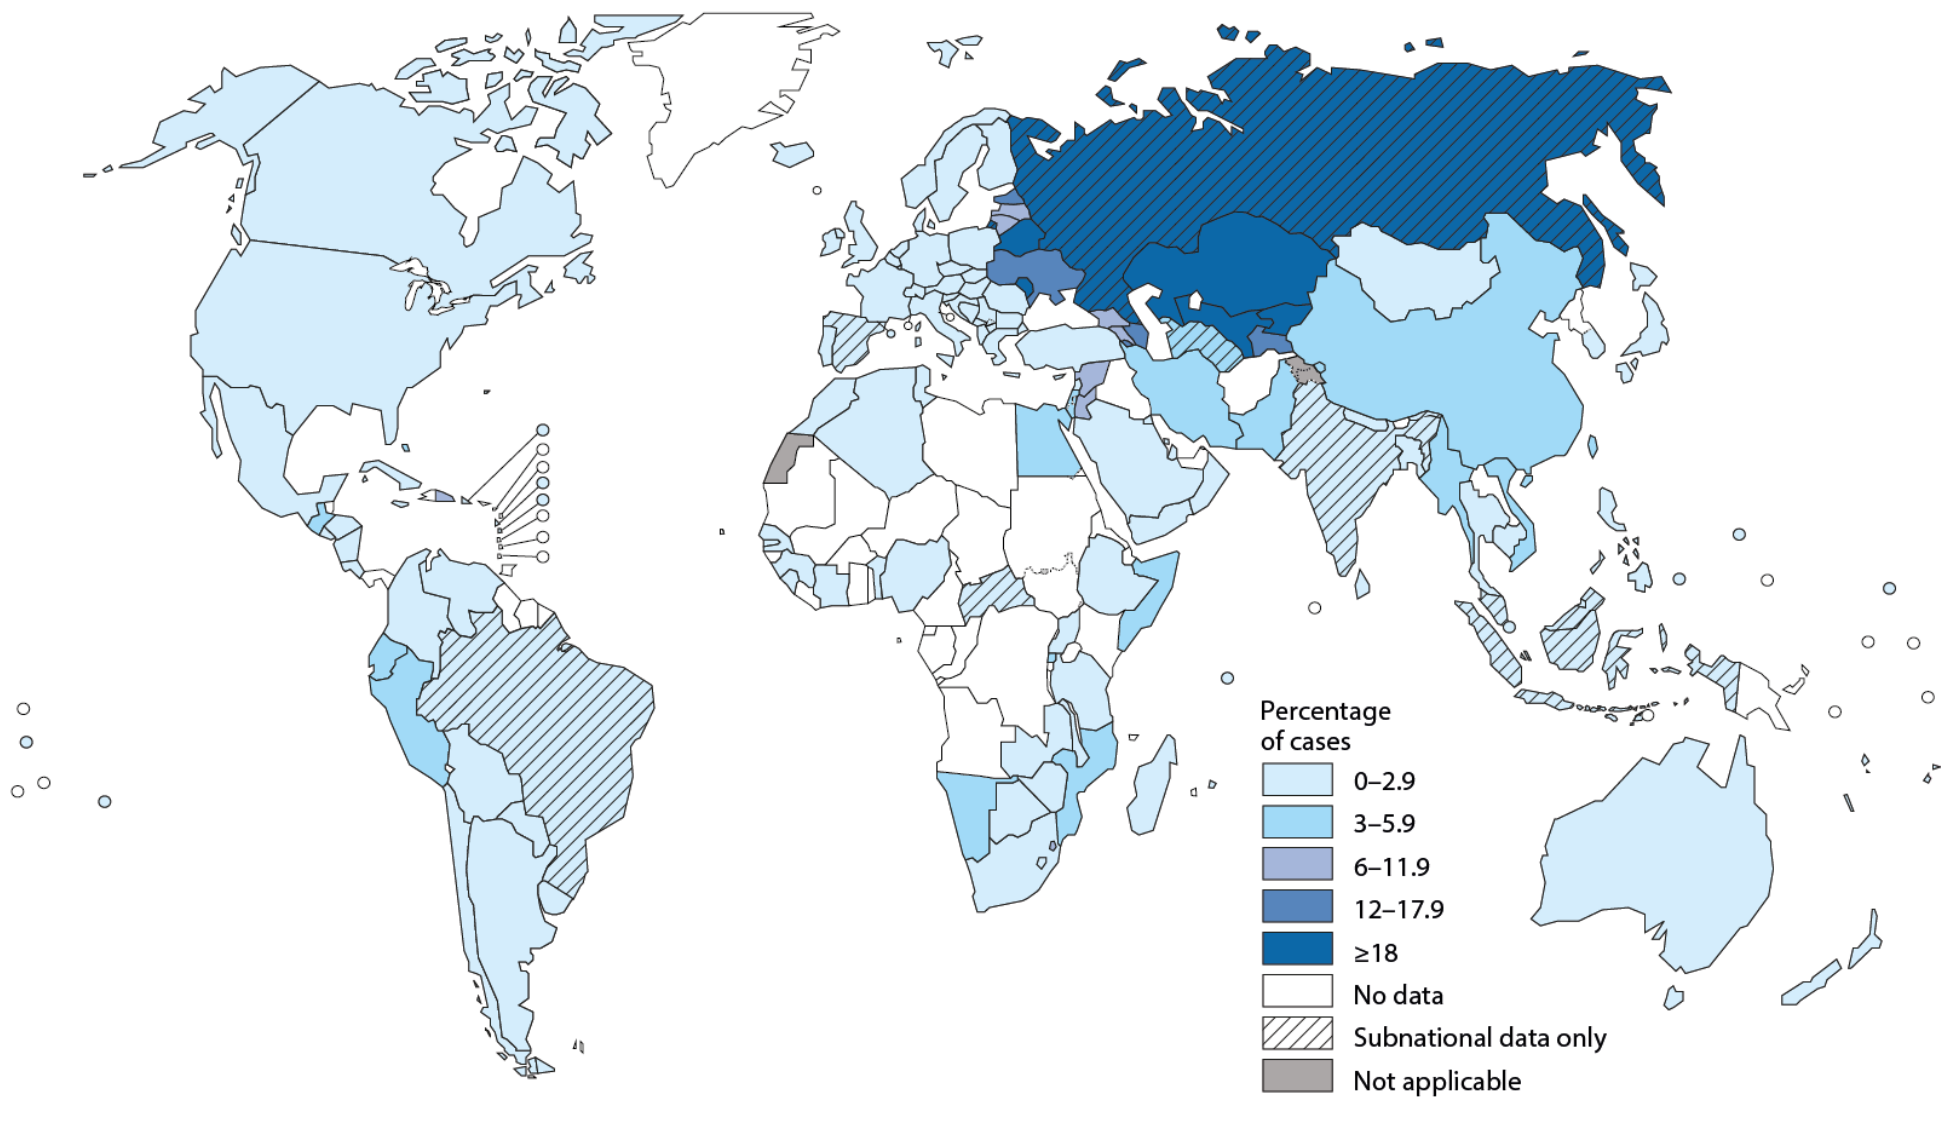 Percentage
of cases
0–2.9
3–5.9
6–11.9
12–17.9
≥18
No data
Subnational data only
Not applicable